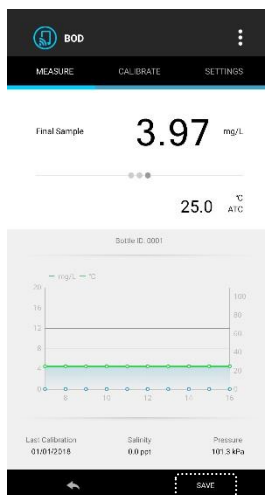 BOD
MEASURE CALIBRATE SETTINGS
Final Sample 3.97 mg/L
25.0 °C
ATC
Bottle ID: 0001
mg/L °C
20
100
16
80
12
60
8
40
4
20
0 0
8 10 12 14 16
Last Calibration Salinity Pressure
01/01/2018 0.0 ppt 101.3 kPa
SAVE